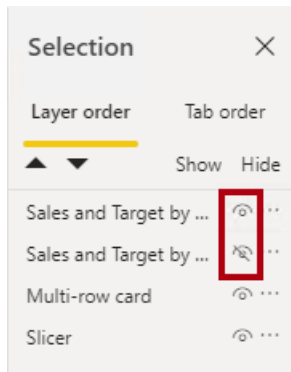 Selection
Layer order Tab order
Show Hide
Sales and Target by ...
Sales and Target by ...
Multi-row card
Slicer